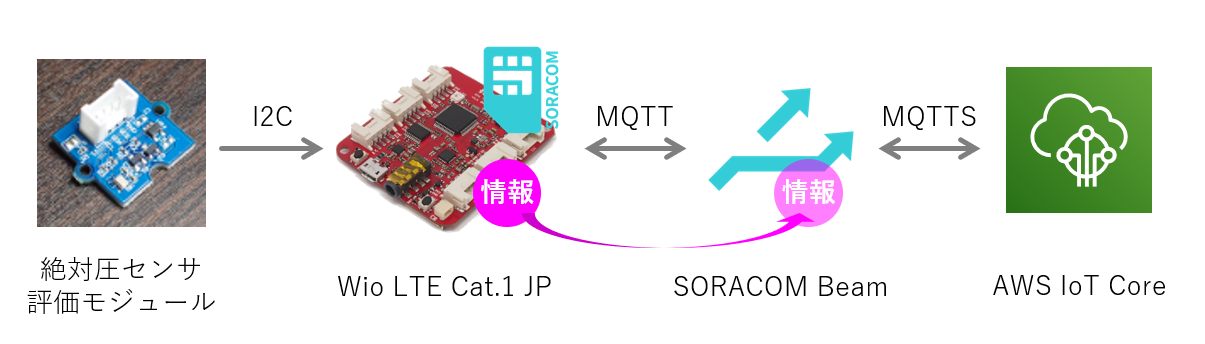 I2C
MQTT
MQTTS
SORACOM
情報
情報
絶対圧センサ
評価モジュール
Wio LTE Cat.1 JP
SORACOM Beam
AWS IoT Core